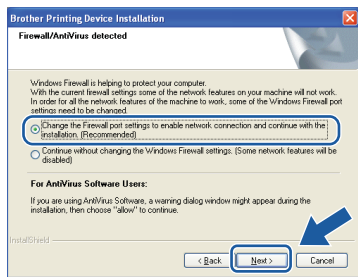 Brother Printing Device Installation
Firewall/AntiVirus detected
Windows Firewall is helping to protect your computer.
With the current firewall settings some of the network features on your machine will not work.
In order for all the network features of the machine to work, some of the Windows Firewall port
settings need to be changed.
Change the Firewall port settings to enable network connection and continue with the
installation. (Recommended)
Continue without changing the Windows Firewall settings. (Some network features will be
disabled)
For AntiVirus Software Users:
If you are using AntiVirus Software, a warning dialog window might appear during the
installation, then choose "allow" to continue.
InstallShield
< Back
Next >
Cancel